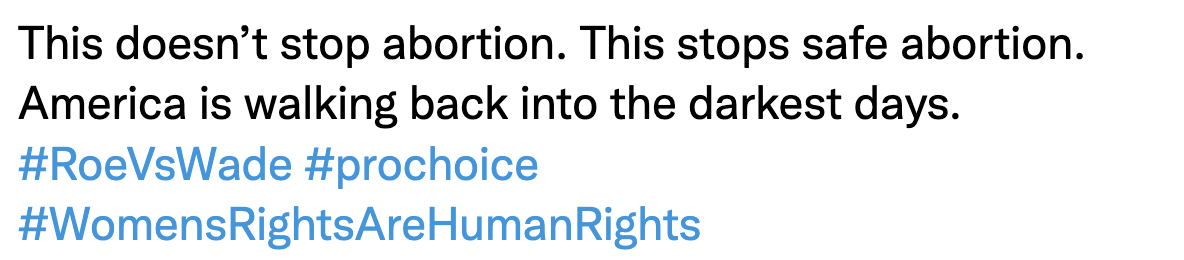 This doesn’t stop abortion. This stops safe abortion.
America is walking back into the darkest days.
#RoeVsWade #prochoice
#WomensRightsAreHumanRights